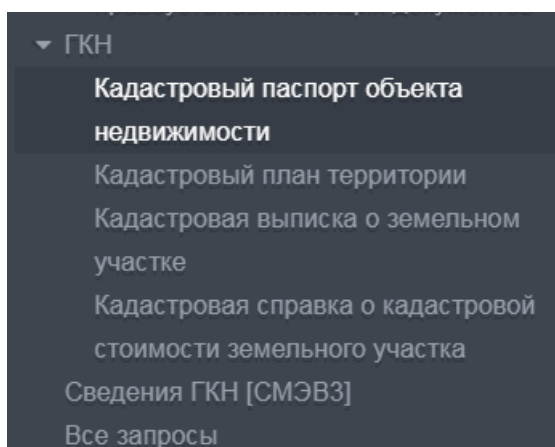 ГКН
Кадастровый паспорт объекта
недвижимости
Кадастровый план территории
Кадастровая выписка о земельном
участке
Кадастровая справка о кадастровой
стоимости земельного участка
Сведения ГКН [СМЭВ3]
Все запросы